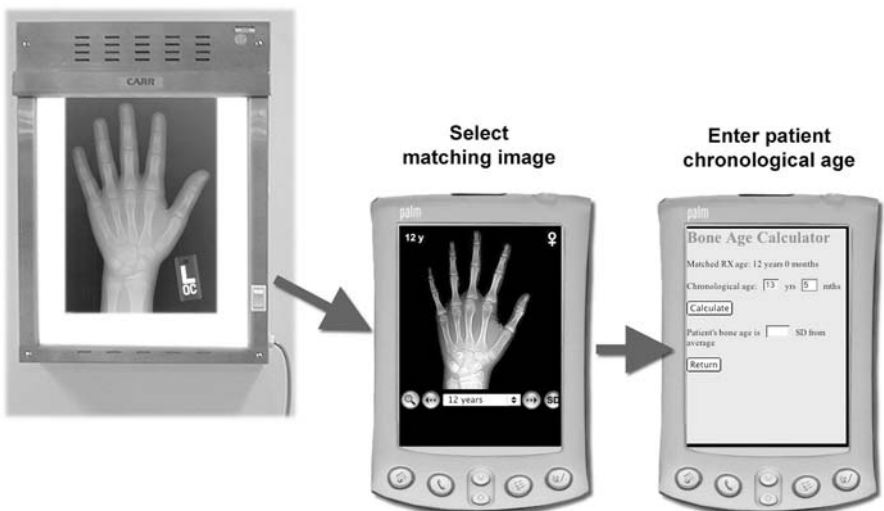 CARR
L
OC
Select
matching image
palm
12 y
♀
12 years
SD
Enter patient
chronological age
palm
Bone Age Calculator
Matched RX age: 12 years 0 months
Chronological age: 13 yrs 5 mths
Calculate
Patient's bone age is SD from
average
Return